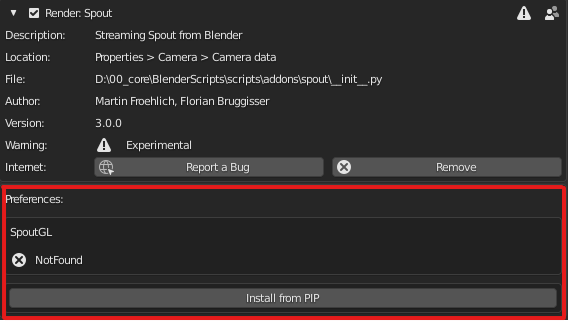 Render: Spout
Description: Streaming Spout from Blender
Location: Properties > Camera > Camera data
File: D:\00_core\BlenderScripts\scripts\addons\spout\__init__.py
Author: Martin Froehlich, Florian Bruggisser
Version: 3.0.0
Warning: Experimental
Internet: Report a Bug Remove
Preferences:
SpoutGL
NotFound
Install from PIP